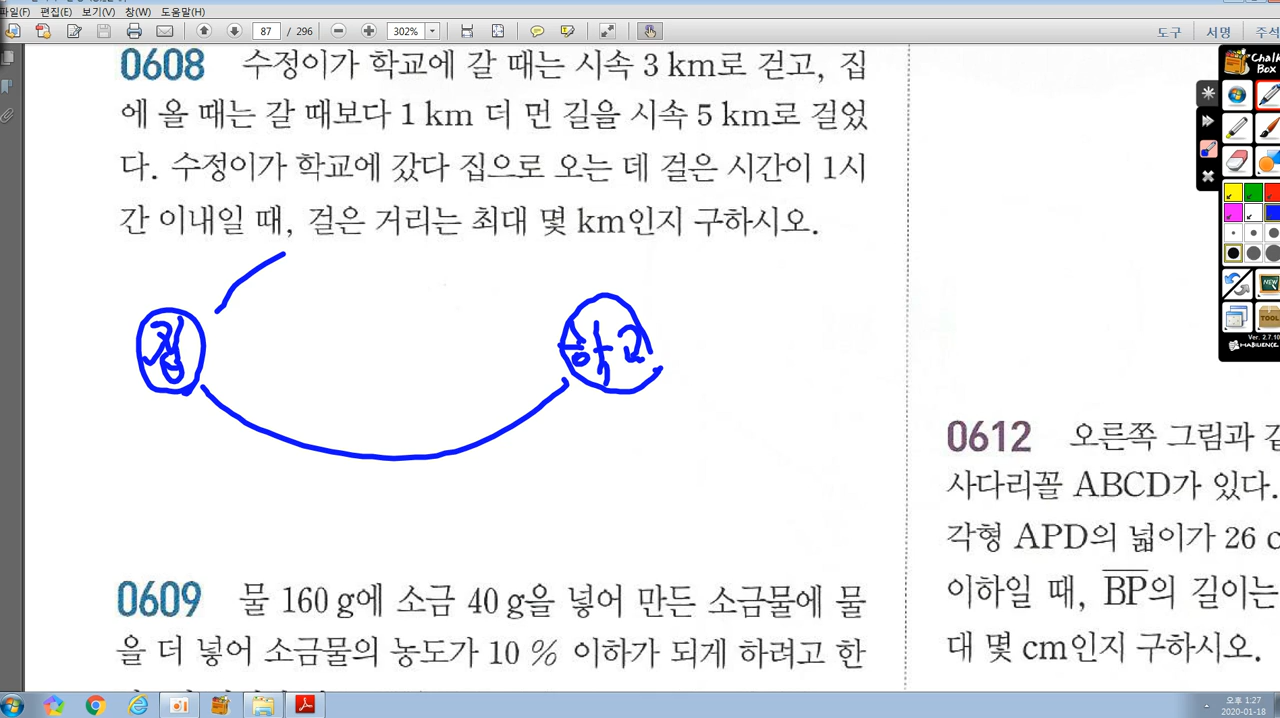 파일(F) 편집(E) 보기(V) 창(W) 도움말(H)
87 / 296 302% 도구 서명 주석
0608 수정이가 학교에 갈 때는 시속 3 km로 걷고, 집
에 올 때는 갈 때보다 1 km 더 먼 길을 시속 5 km로 걸었
다. 수정이가 학교에 갔다 집으로 오는 데 걸은 시간이 1시
간 이내일 때, 걸은 거리는 최대 몇 km인지 구하시오.
집 학교
0609 물 160 g에 소금 40 g을 넣어 만든 소금물에 물
을 더 넣어 소금물의 농도가 10 % 이하가 되게 하려고 한
0612 오른쪽 그림과 같
사다리꼴 ABCD가 있다.
각형 APD의 넓이가 26 c
이하일 때, BP의 길이는
대 몇 cm인지 구하시오.
Chalk
Box
NEW
TOOL
Ver. 2.7.10
HABILIENCE
오후 1:27
2020-01-18